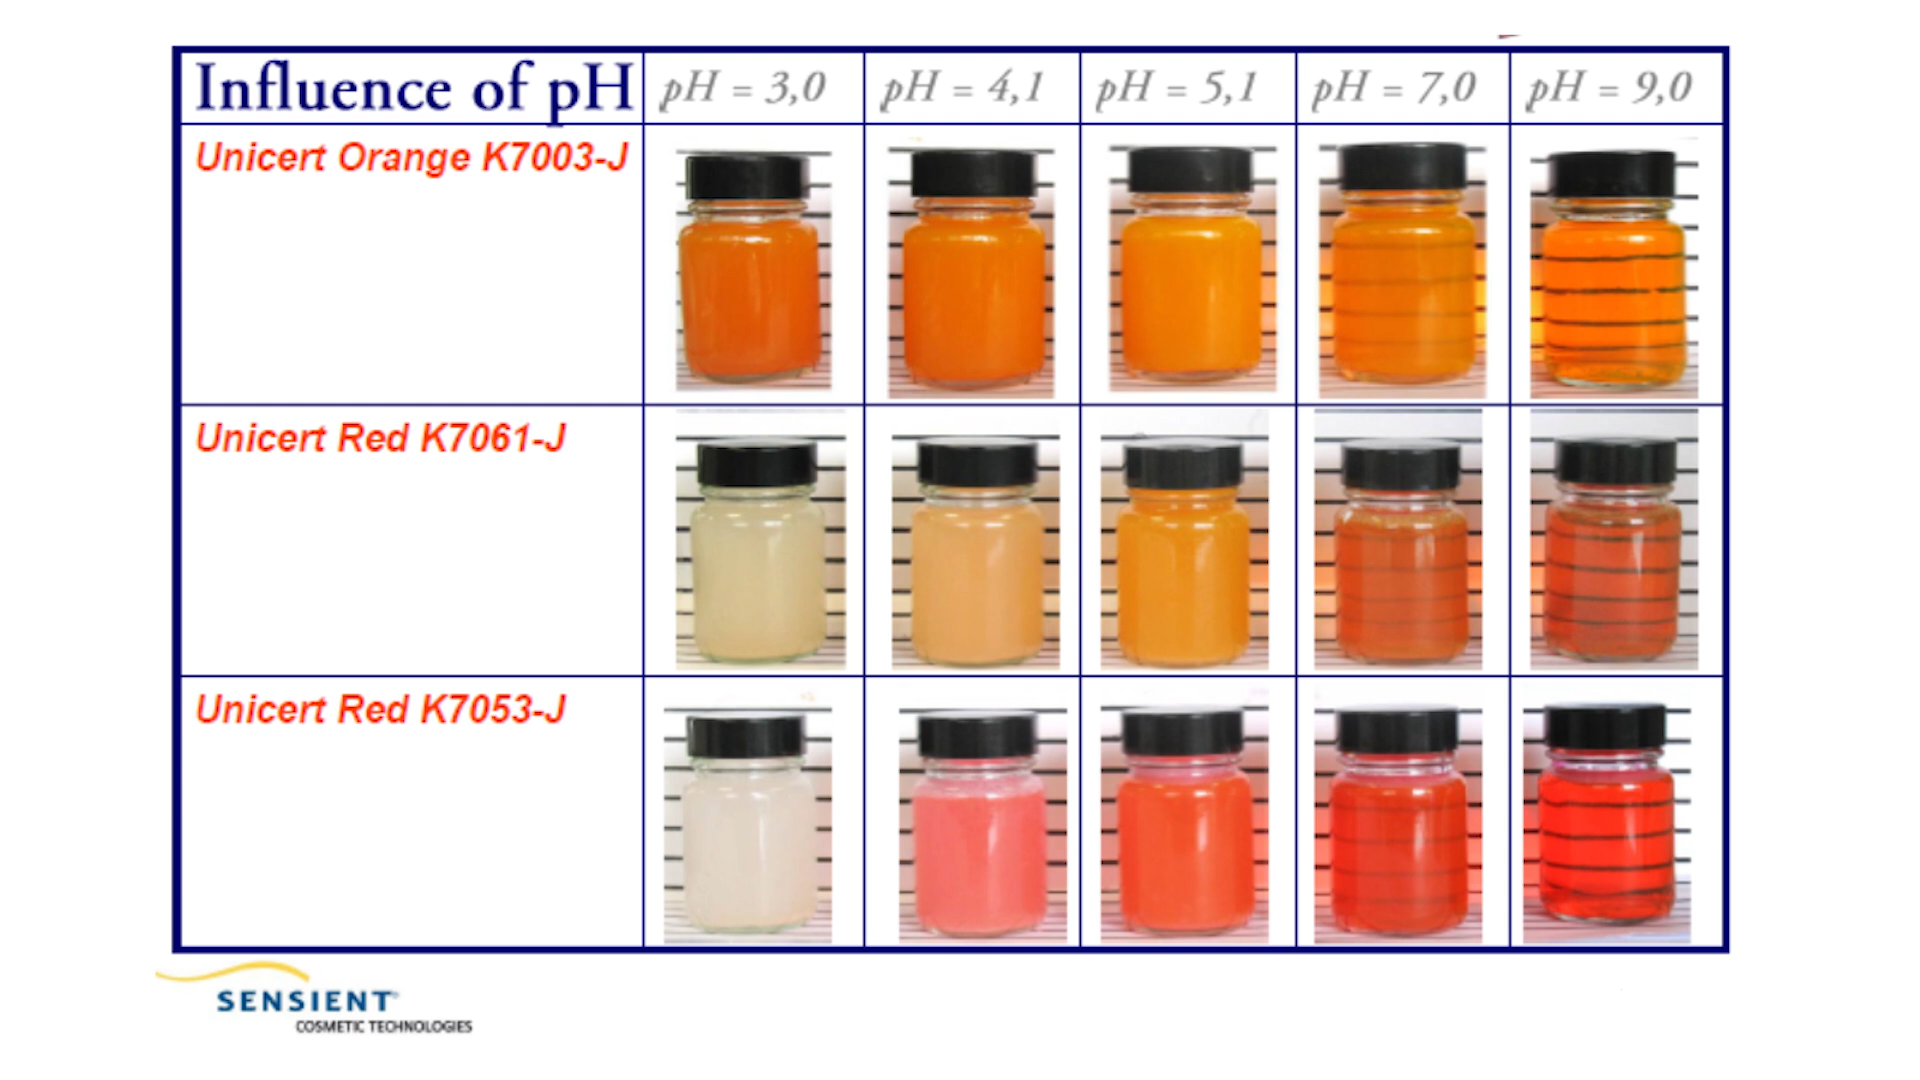 Influence of pH pH = 3,0 pH = 4,1 pH = 5,1 pH = 7,0 pH = 9,0
Unicert Orange K7003-J
Unicert Red K7061-J
Unicert Red K7053-J
SENSIENT
COSMETIC TECHNOLOGIES